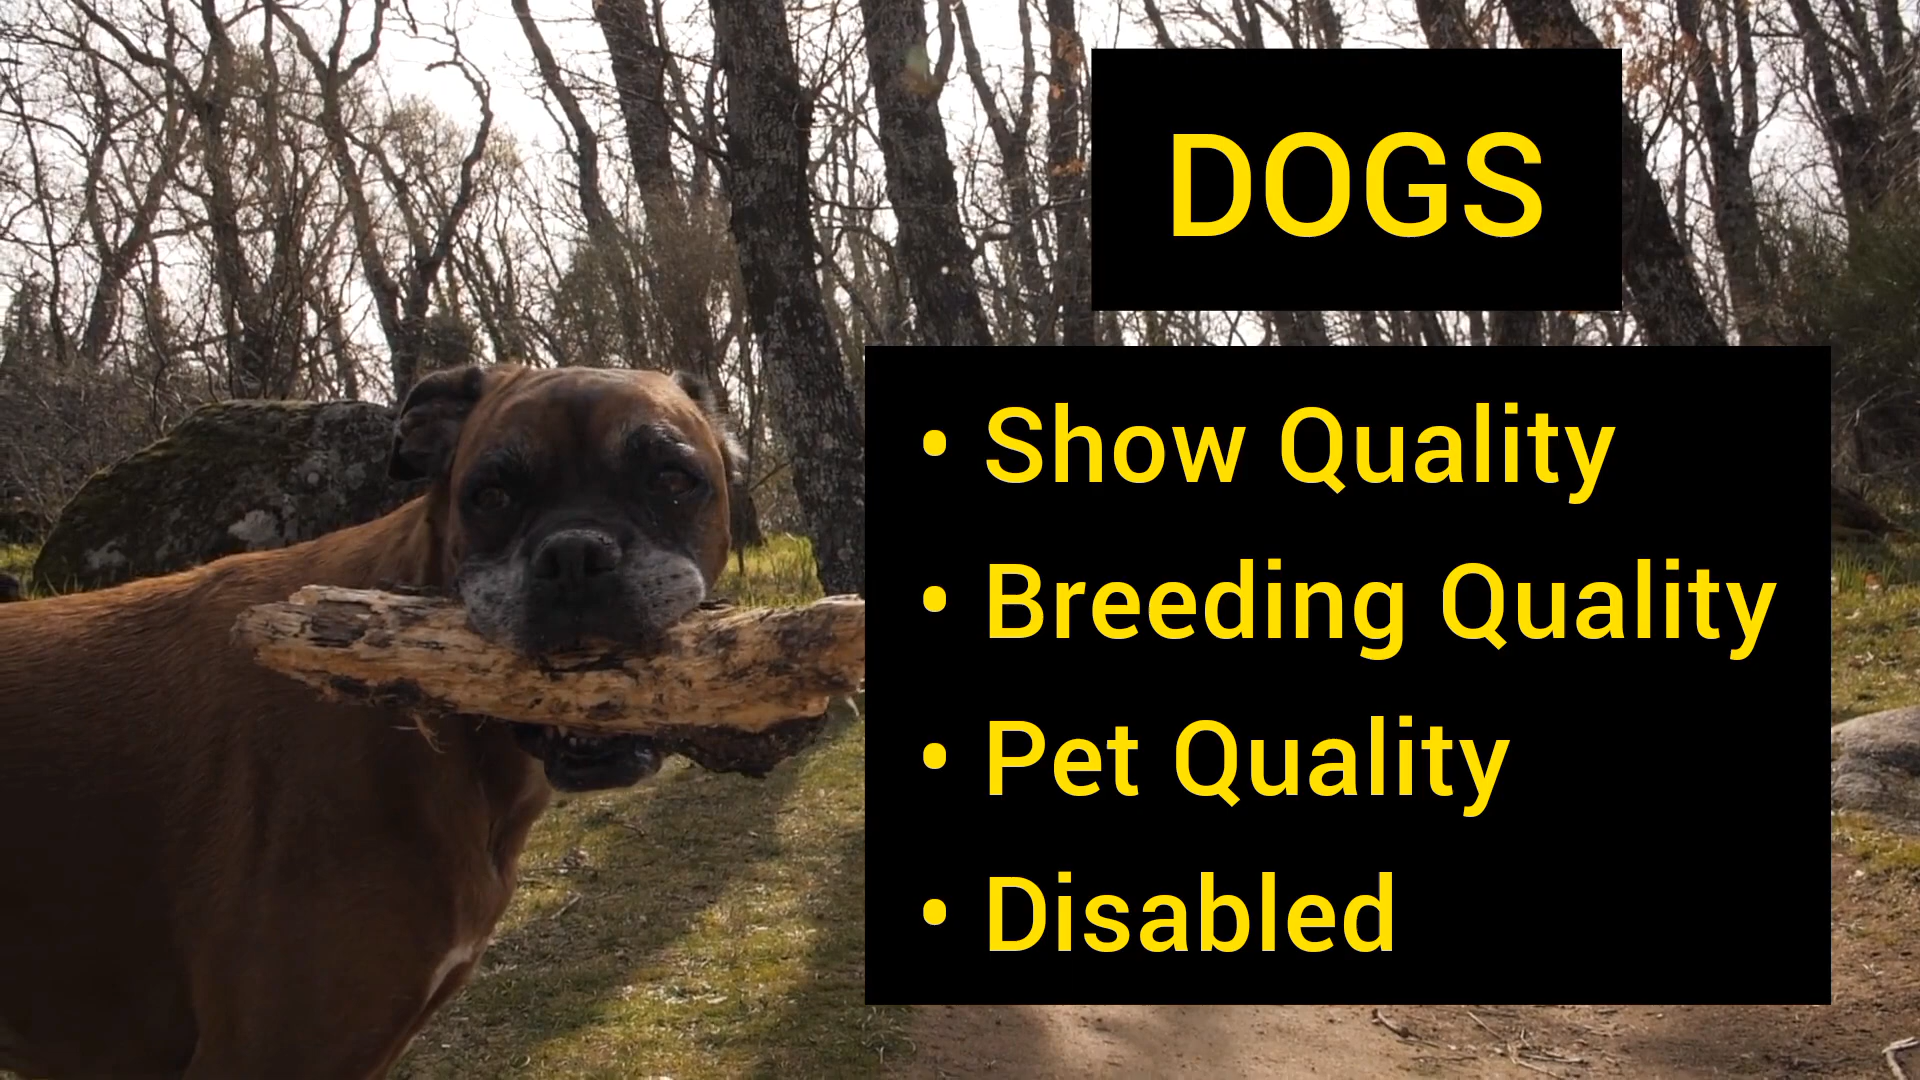 DOGS
• Show Quality
• Breeding Quality
• Pet Quality
• Disabled